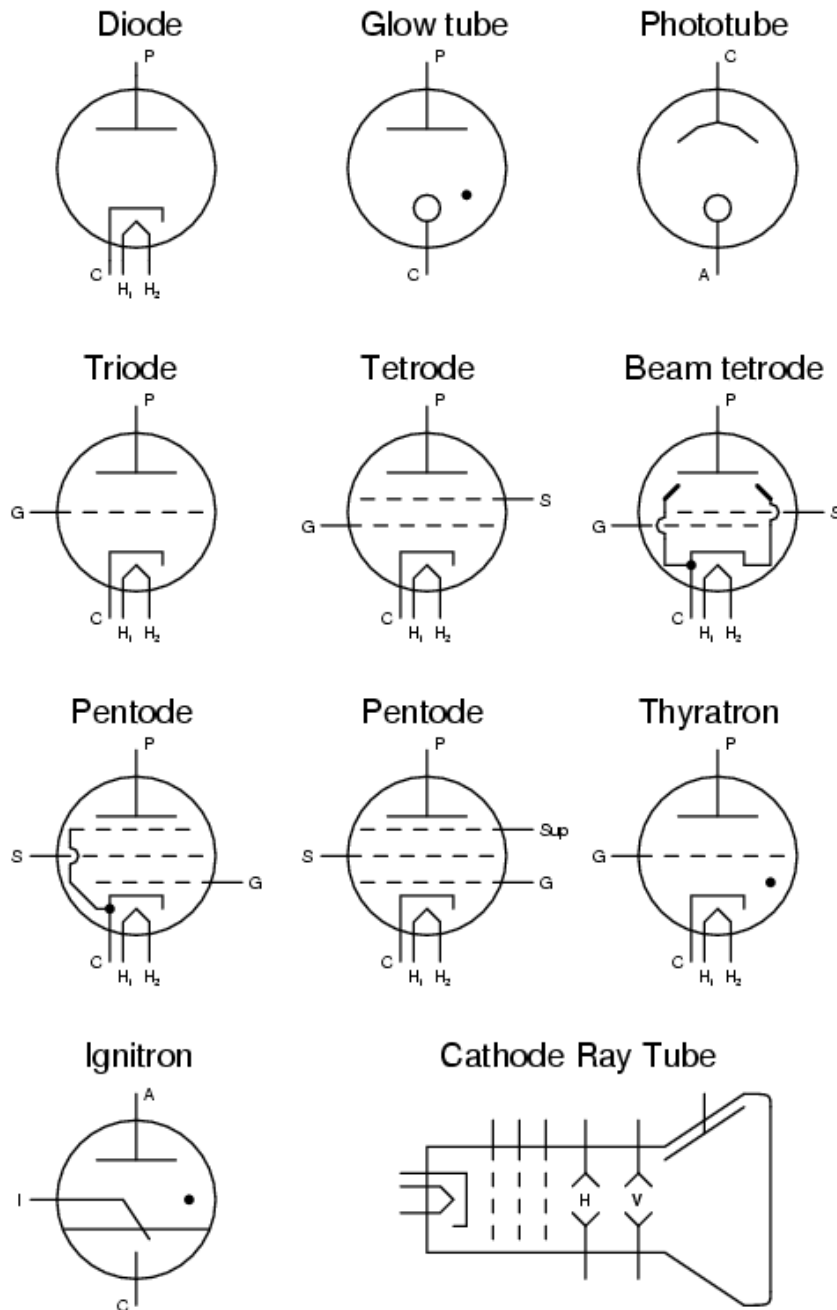 Diode
Glow tube
Phototube
P
P
C
C
H₁
H₂
C
A
Triode
Tetrode
Beam tetrode
P
P
P
G
S
G
S
G
C
H₁
H₂
C
H₁
H₂
C
H₁
H₂
Pentode
Pentode
Thyratron
P
P
P
S
G
Sup
S
G
G
C
H₁
H₂
C
H₁
H₂
C
H₁
H₂
Ignitron
Cathode Ray Tube
A
I
C
H
V